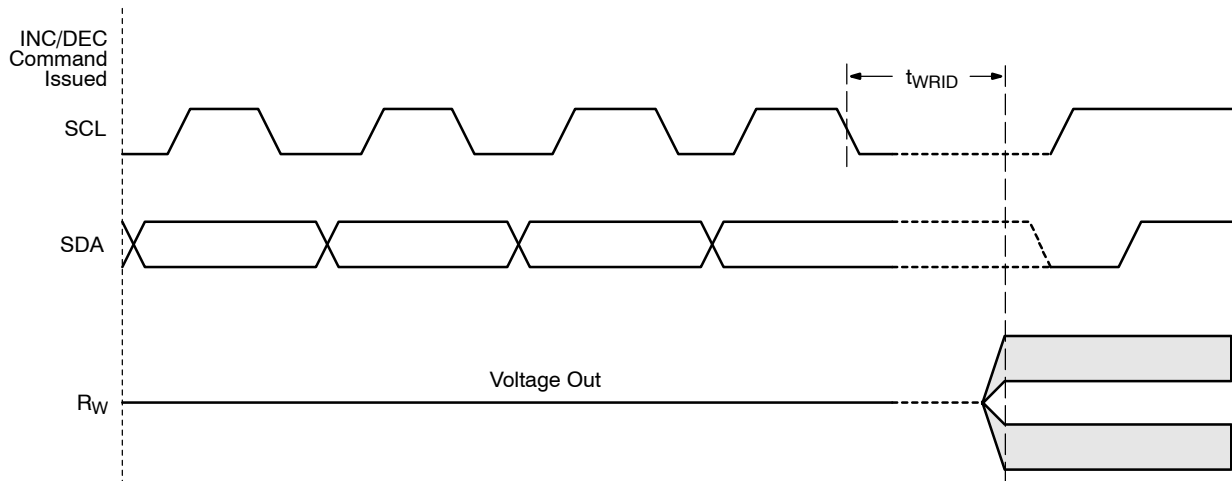 INC/DEC
Command
Issued
tWRID
SCL
SDA
Voltage Out
RW